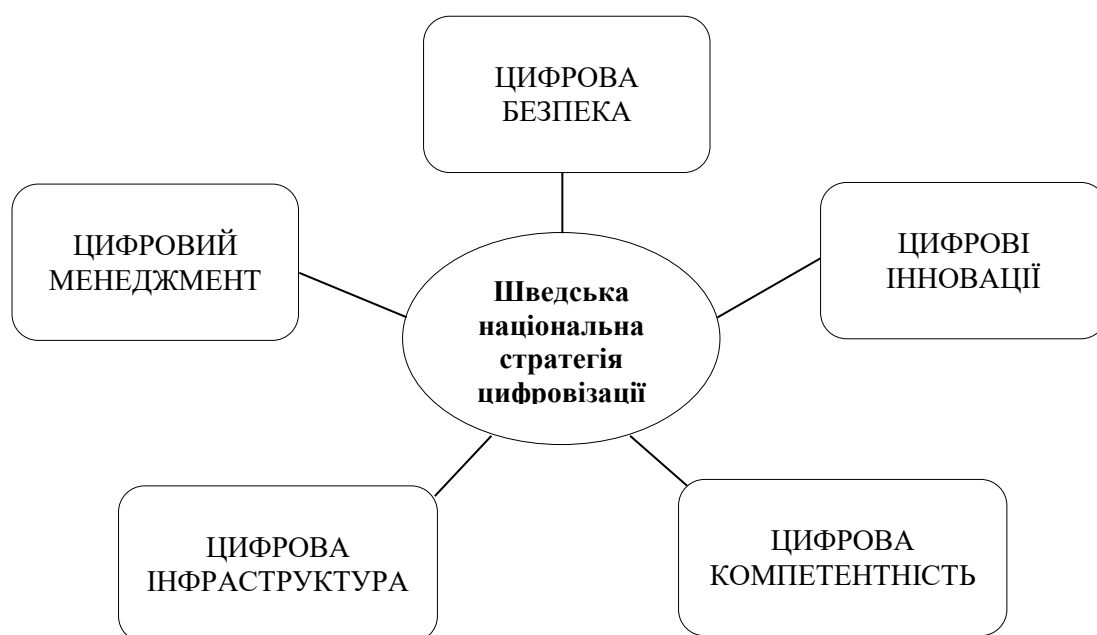 ЦИФРОВА
БЕЗПЕКА
ЦИФРОВИЙ
МЕНЕДЖМЕНТ
ЦИФРОВІ
ІННОВАЦІЇ
Шведська
національна
стратегія
цифровізації
ЦИФРОВА
ІНФРАСТРУКТУРА
ЦИФРОВА
КОМПЕТЕНТНІСТЬ